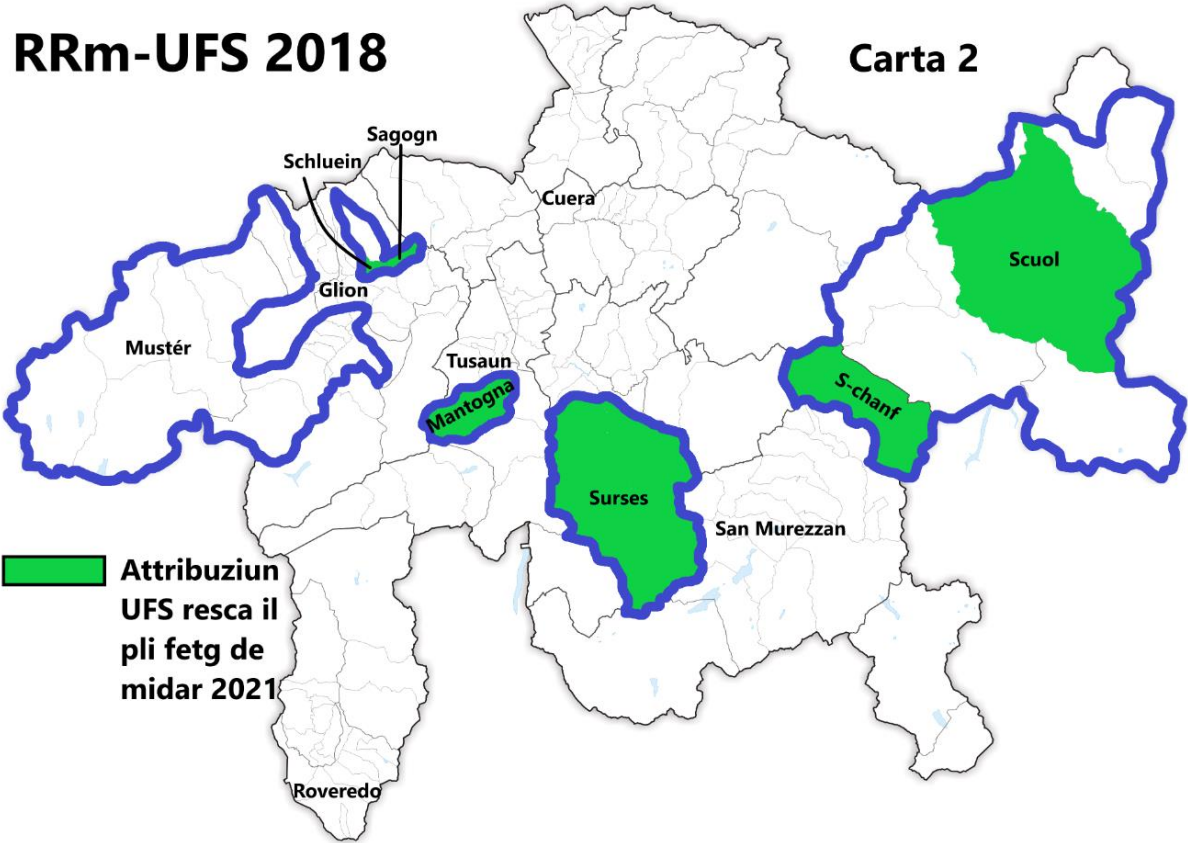 RRm-UFS 2018
Carta 2
Sagogn
Schluein
Cuera
Scuol
Glion
Mustér
Tusaun
Mantogna
S-chanf
Surses
San Murezzan
Attribuziun
UFS resca il
pli fetg de
midar 2021
Roveredo